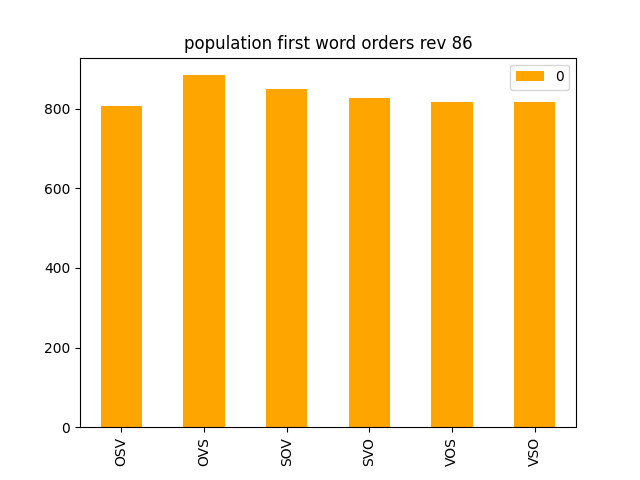 population first word orders rev 86
0
800
600
400
200
0
OSV
OVS
SOV
SVO
VOS
VSO